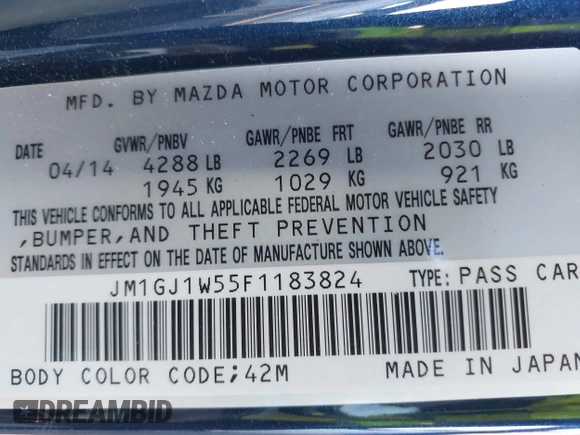 MFD. BY MAZDA MOTOR CORPORATION
DATE GVWR/PNBV GAWR/PNBE FRT GAWR/PNBE RR
04/14 4288 LB 2269 LB 2030 LB
1945 KG 1029 KG 921 KG
THIS VEHICLE CONFORMS TO ALL APPLICABLE FEDERAL MOTOR VEHICLE SAFETY
,BUMPER,AND THEFT PREVENTION
STANDARDS IN EFFECT ON THE DATE OF MANUFACTURE SHOWN ABOVE.
JM1GJ1W55F1183824 TYPE: PASS CAR
BODY COLOR CODE;42M MADE IN JAPAN
DREAMBID